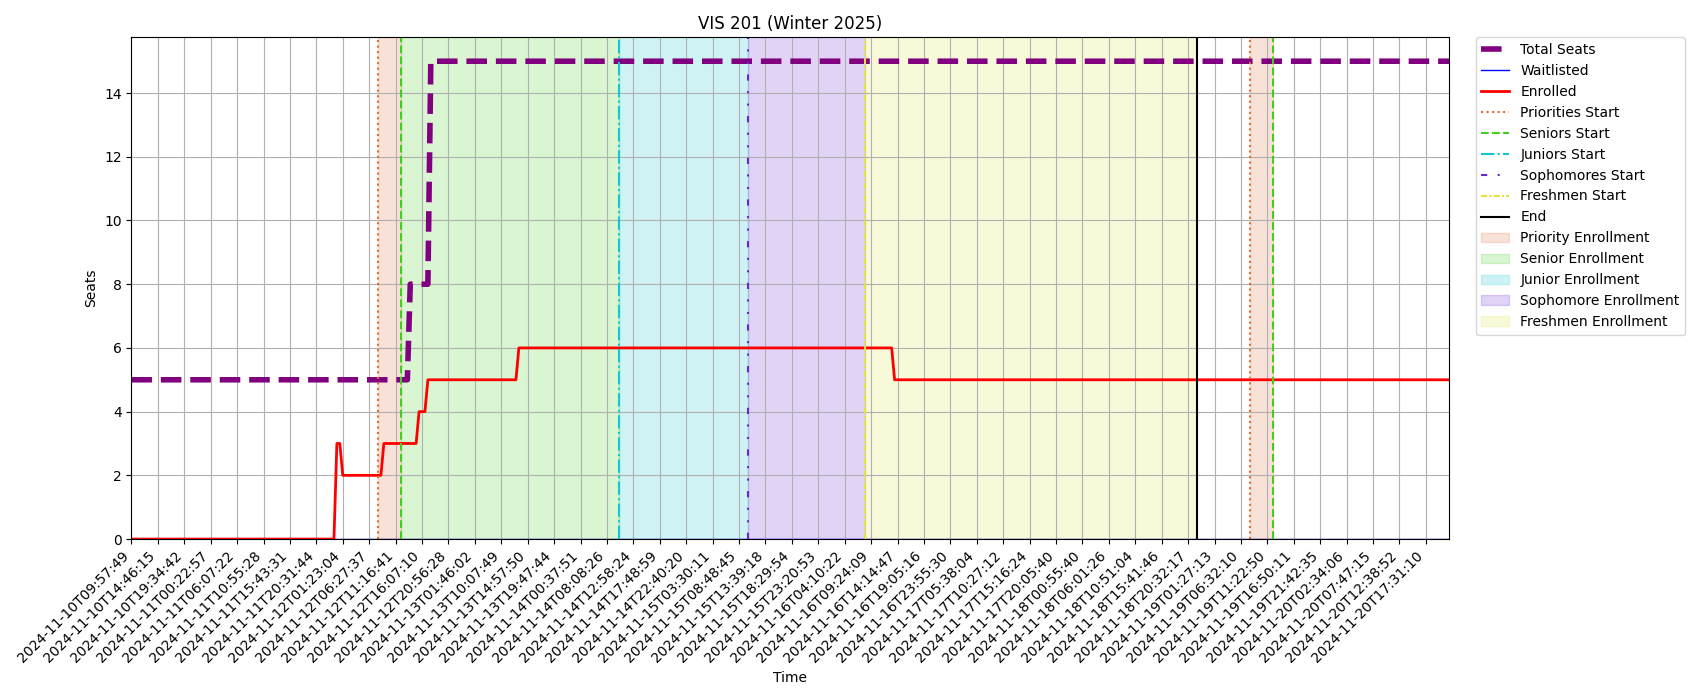 VIS 201 (Winter 2025)
Seats
14
12
10
8
6
4
2
0
2024-11-10T09:57:49
2024-11-10T14:46:15
2024-11-10T19:34:42
2024-11-11T00:22:57
2024-11-11T06:07:22
2024-11-11T10:55:28
2024-11-11T15:43:31
2024-11-11T20:31:44
2024-11-12T01:23:04
2024-11-12T06:27:37
2024-11-12T11:16:41
2024-11-12T16:07:10
2024-11-12T20:56:28
2024-11-13T01:46:02
2024-11-13T10:07:49
2024-11-13T14:57:50
2024-11-13T19:47:44
2024-11-14T00:37:51
2024-11-14T08:08:26
2024-11-14T12:58:24
2024-11-14T17:48:59
2024-11-14T22:40:20
2024-11-15T03:30:11
2024-11-15T08:48:45
2024-11-15T13:39:18
2024-11-15T18:29:54
2024-11-15T23:20:53
2024-11-16T04:10:22
2024-11-16T09:24:09
2024-11-16T14:14:47
2024-11-16T19:05:16
2024-11-16T23:55:30
2024-11-17T05:38:04
2024-11-17T10:27:12
2024-11-17T15:16:24
2024-11-17T20:05:40
2024-11-18T00:55:40
2024-11-18T06:01:26
2024-11-18T10:51:04
2024-11-18T15:41:46
2024-11-18T20:32:17
2024-11-19T01:27:13
2024-11-19T06:32:10
2024-11-19T11:22:50
2024-11-19T16:50:11
2024-11-19T21:42:35
2024-11-20T02:34:06
2024-11-20T07:47:15
2024-11-20T12:38:52
2024-11-20T17:31:10
Time
Total Seats
Waitlisted
Enrolled
Priorities Start
Seniors Start
Juniors Start
Sophomores Start
Freshmen Start
End
Priority Enrollment
Senior Enrollment
Junior Enrollment
Sophomore Enrollment
Freshmen Enrollment